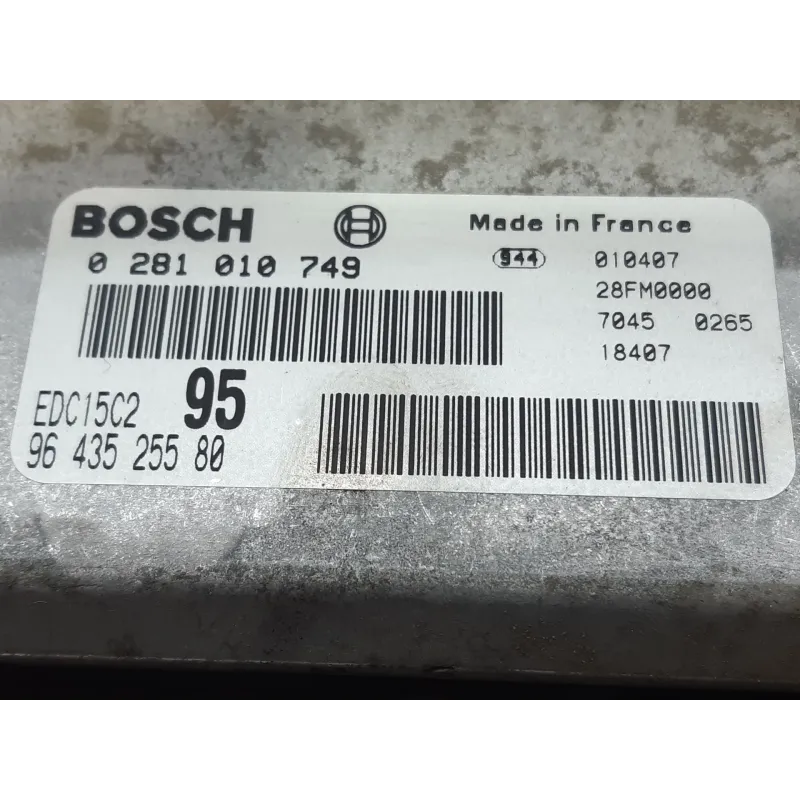 BOSCH
Made in France
0 281 010 749
944
010407
28FM0000
7045 0265
18407
EDC15C2
95
96 435 255 80